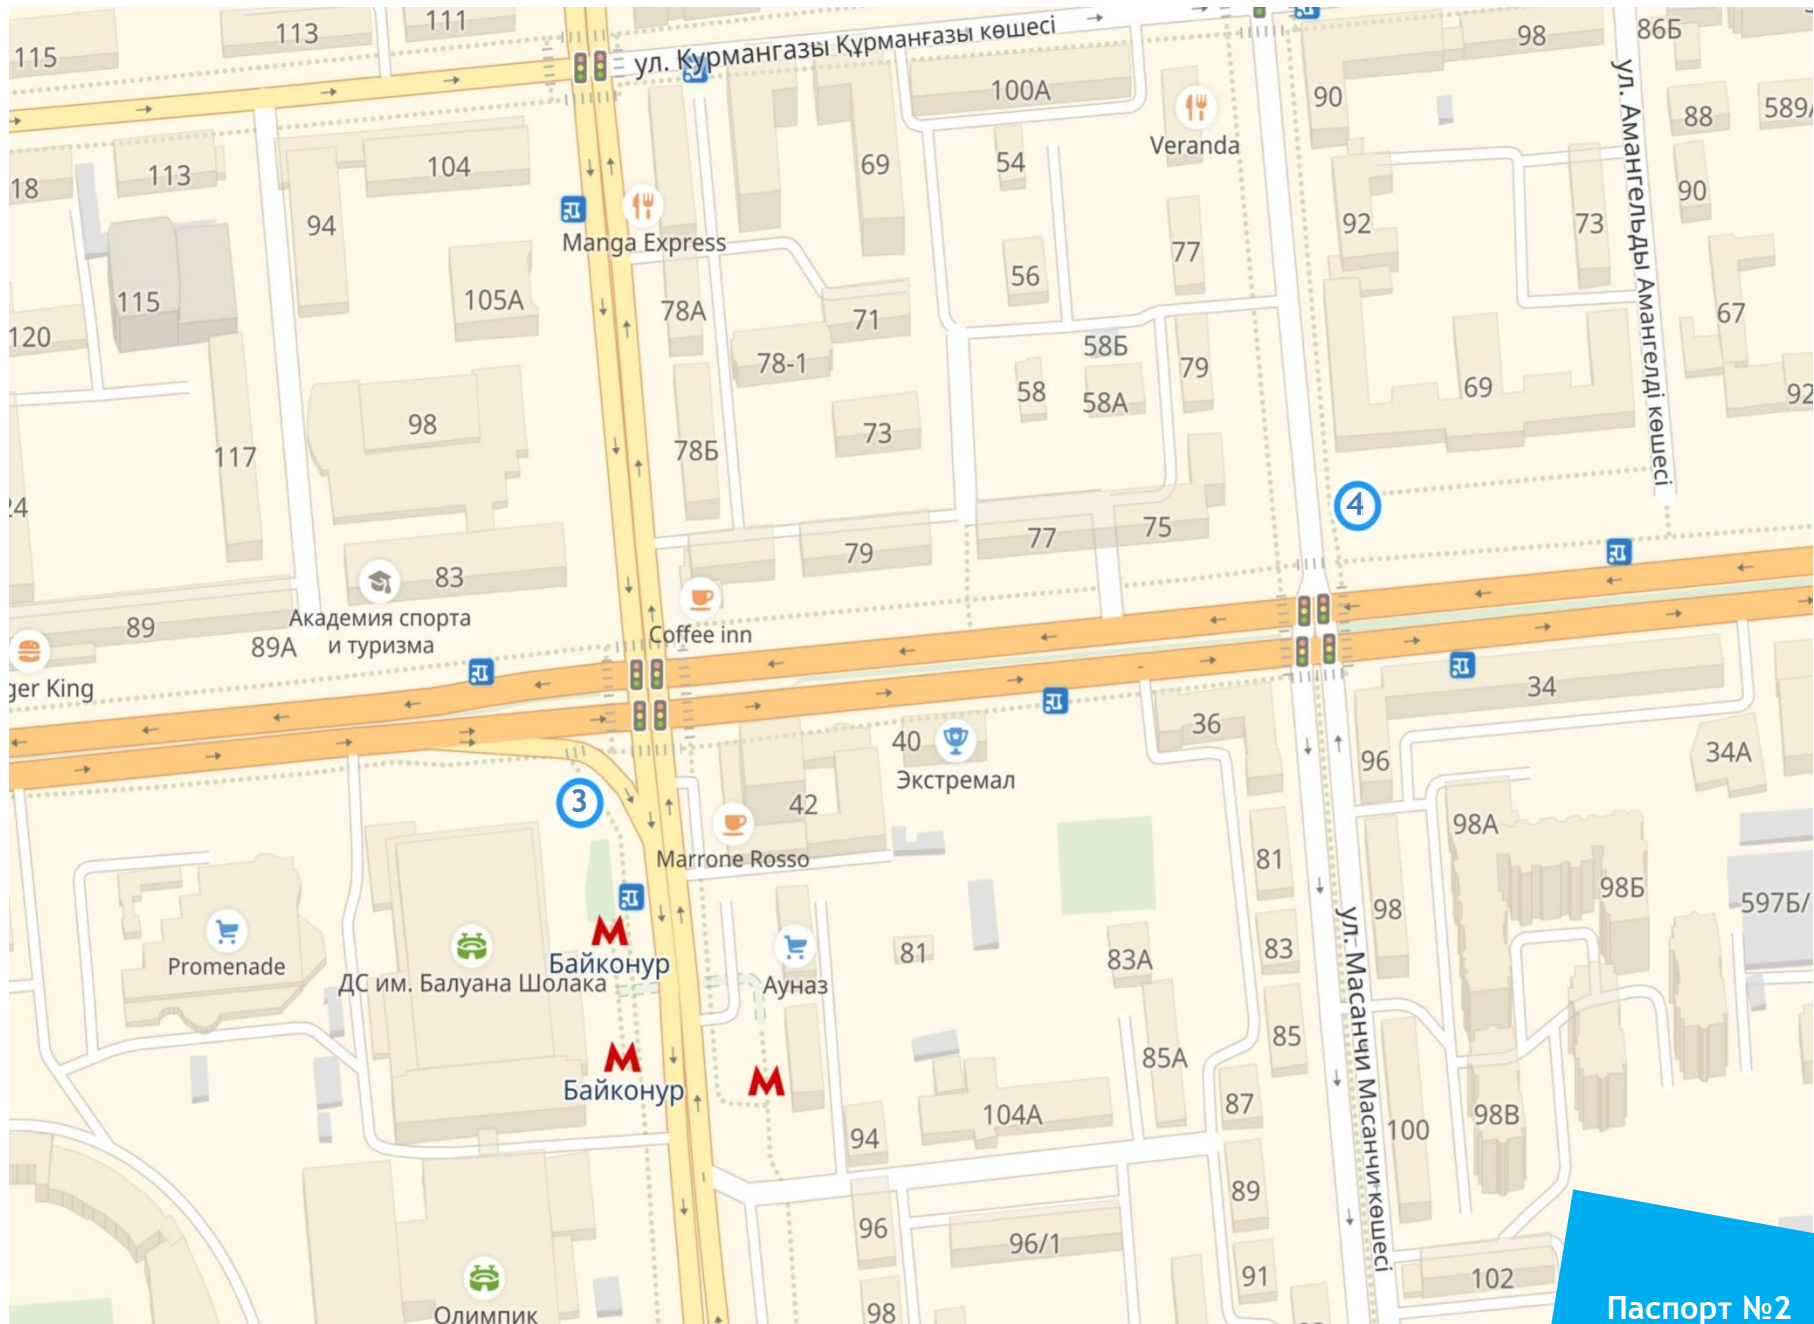 113
111
115
ул. Курмангазы Құрманғазы көшесі
98
86Б
ул. Амангельды Амангелді көшесі
100А
90
88
Veranda
18
113
104
69
54
90
94
92
73
Manga Express
77
115
105А
56
78А
71
67
120
58Б
78-1
79
58
58А
69
92
98
73
117
78Б
4
77
75
79
83
Академия спорта
и туризма
89
89А
Coffee inn
34
36
40
Экстремал
96
34А
3
42
98А
Marrone Rosso
81
98Б
98
ул. Масанчи Масанчи көшесі
597Б/
Promenade
ДС им. Балуана Шолака
Байконур
Ауназ
81
83А
83
85
85А
Байконур
87
104А
98В
100
94
89
96
96/1
91
102
Олимпик
98
Паспорт №2